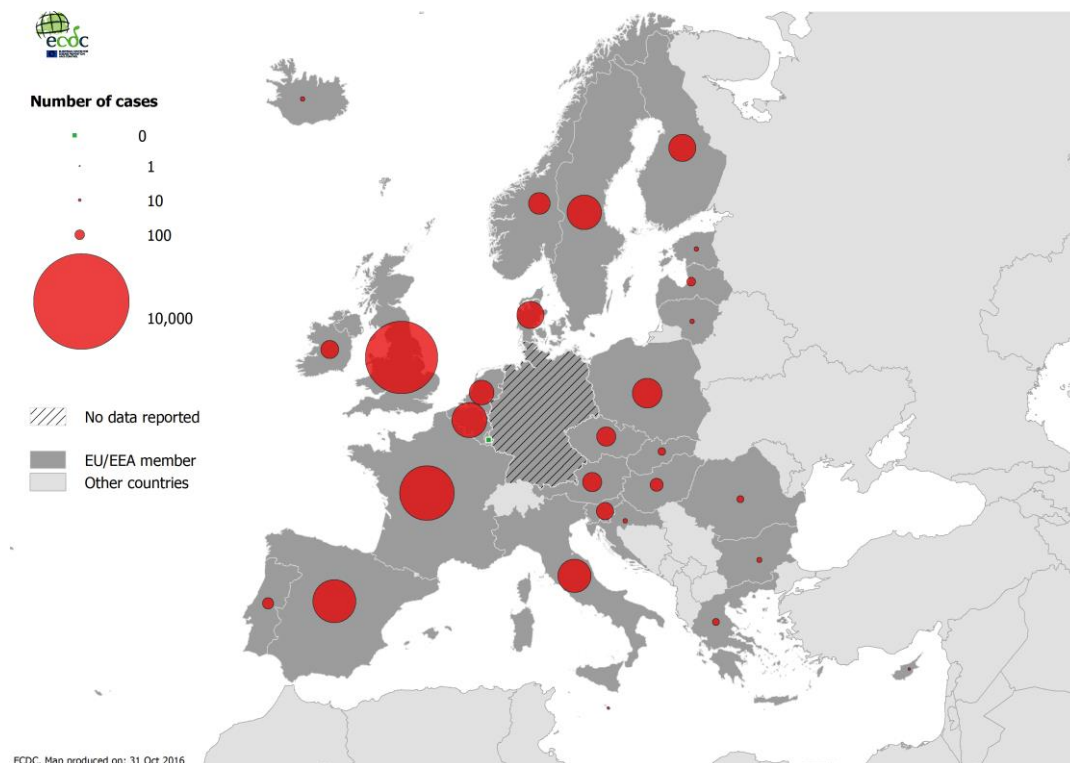 ecdc
Number of cases
0
1
10
100
10,000
No data reported
EU/EEA member
Other countries
ECDC. Map produced on: 31 Oct 2016